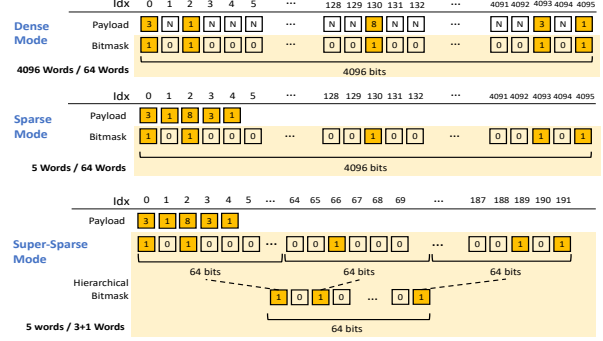 Idx 0 1 2 3 4 5 ... 128 129 130 131 132 ... 4091 4092 4093 4094 4095
Dense Mode
Payload 3 N 1 N N N ... N N 8 N N ... N N 3 N 1
Bitmask 1 0 1 0 0 0 ... 0 0 1 0 0 ... 0 0 1 0 1
4096 Words / 64 Words
4096 bits
Idx 0 1 2 3 4 5 ... 128 129 130 131 132 ... 4091 4092 4093 4094 4095
Sparse Mode
Payload 3 1 8 3 1
Bitmask 1 0 1 0 0 0 ... 0 0 1 0 0 ... 0 0 1 0 1
5 Words / 64 Words
4096 bits
Idx 0 1 2 3 4 5 ... 64 65 66 67 68 69 ... 187 188 189 190 191
Payload 3 1 8 3 1
Super-Sparse Mode
1 0 1 0 0 0 ... 0 0 1 0 0 0 ... 0 0 1 0 1
64 bits 64 bits 64 bits
Hierarchical Bitmask
1 0 1 0 ... 0 1
5 words / 3+1 Words
64 bits